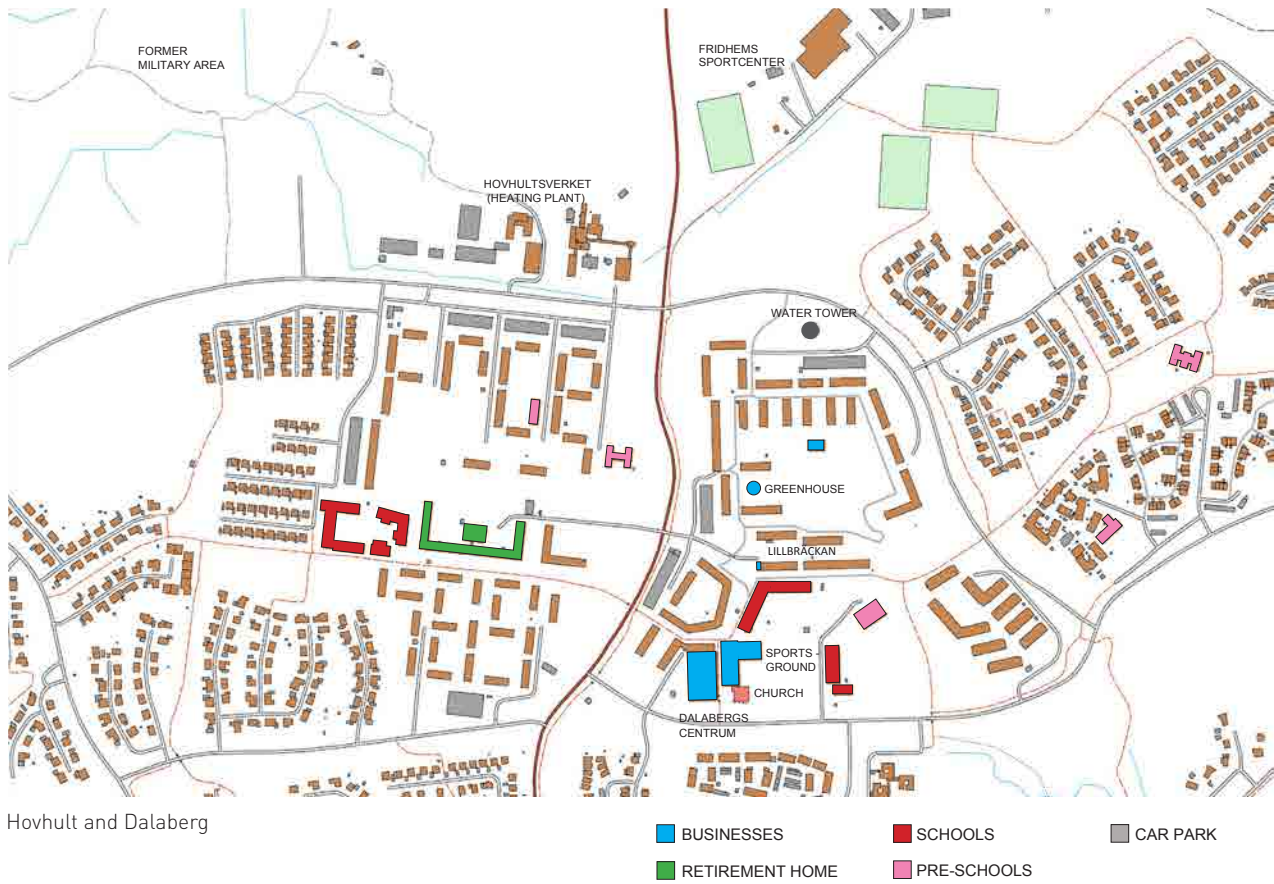 FORMER
MILITARY AREA
FRIDHEMS
SPORTCENTER
HOVHULTSVERKET
(HEATING PLANT)
WATER TOWER
GREENHOUSE
LILLBRÄCKAN
SPORTS -
GROUND
CHURCH
DALABERGS
CENTRUM
Hovhult and Dalaberg
BUSINESSES
SCHOOLS
CAR PARK
RETIREMENT HOME
PRE-SCHOOLS